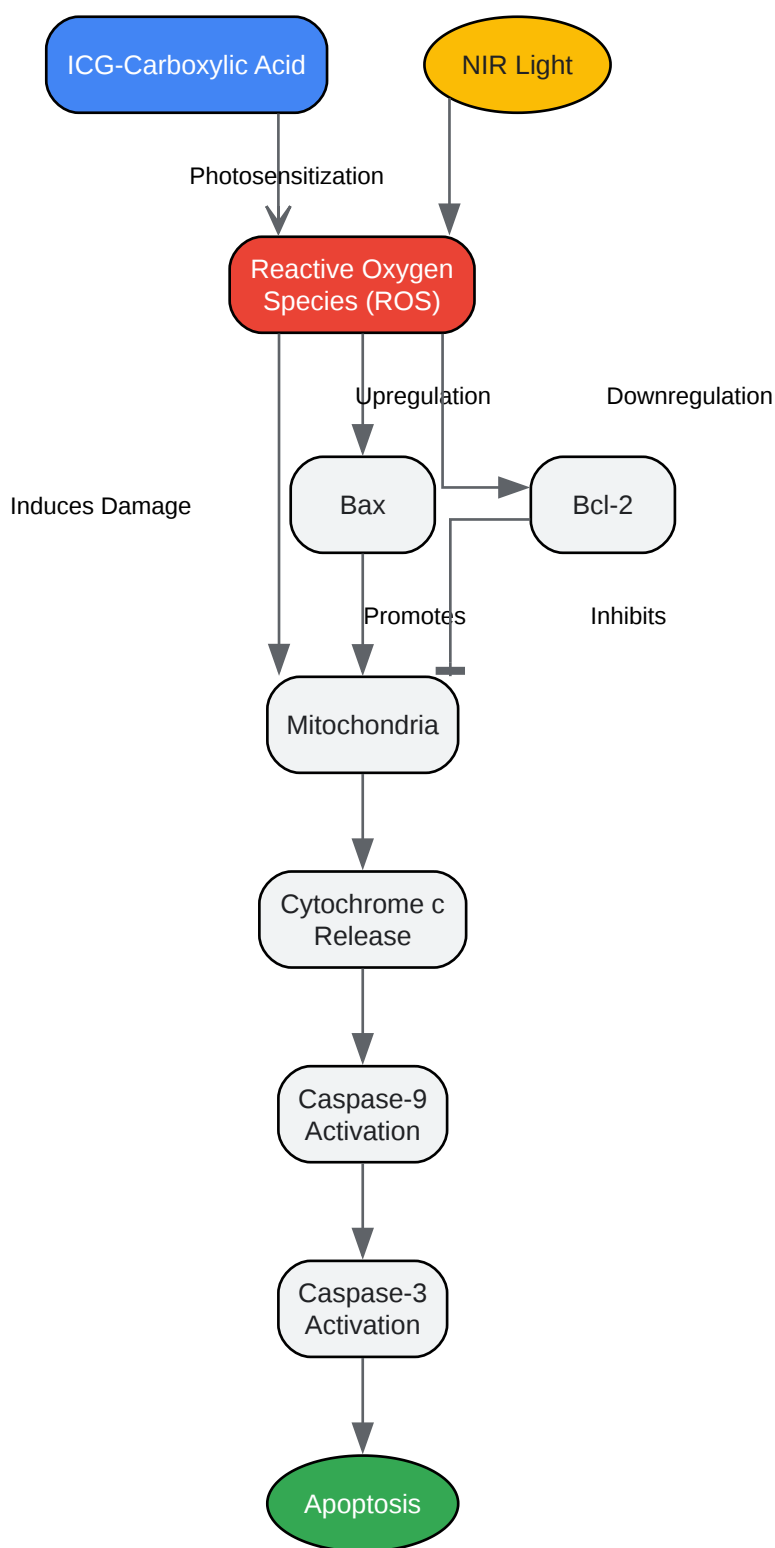 ICG-Carboxylic Acid
NIR Light
Photosensitization
Reactive Oxygen
Species (ROS)
Upregulation
Downregulation
Induces Damage
Bax
Bcl-2
Promotes
Inhibits
Mitochondria
Cytochrome c
Release
Caspase-9
Activation
Caspase-3
Activation
Apoptosis